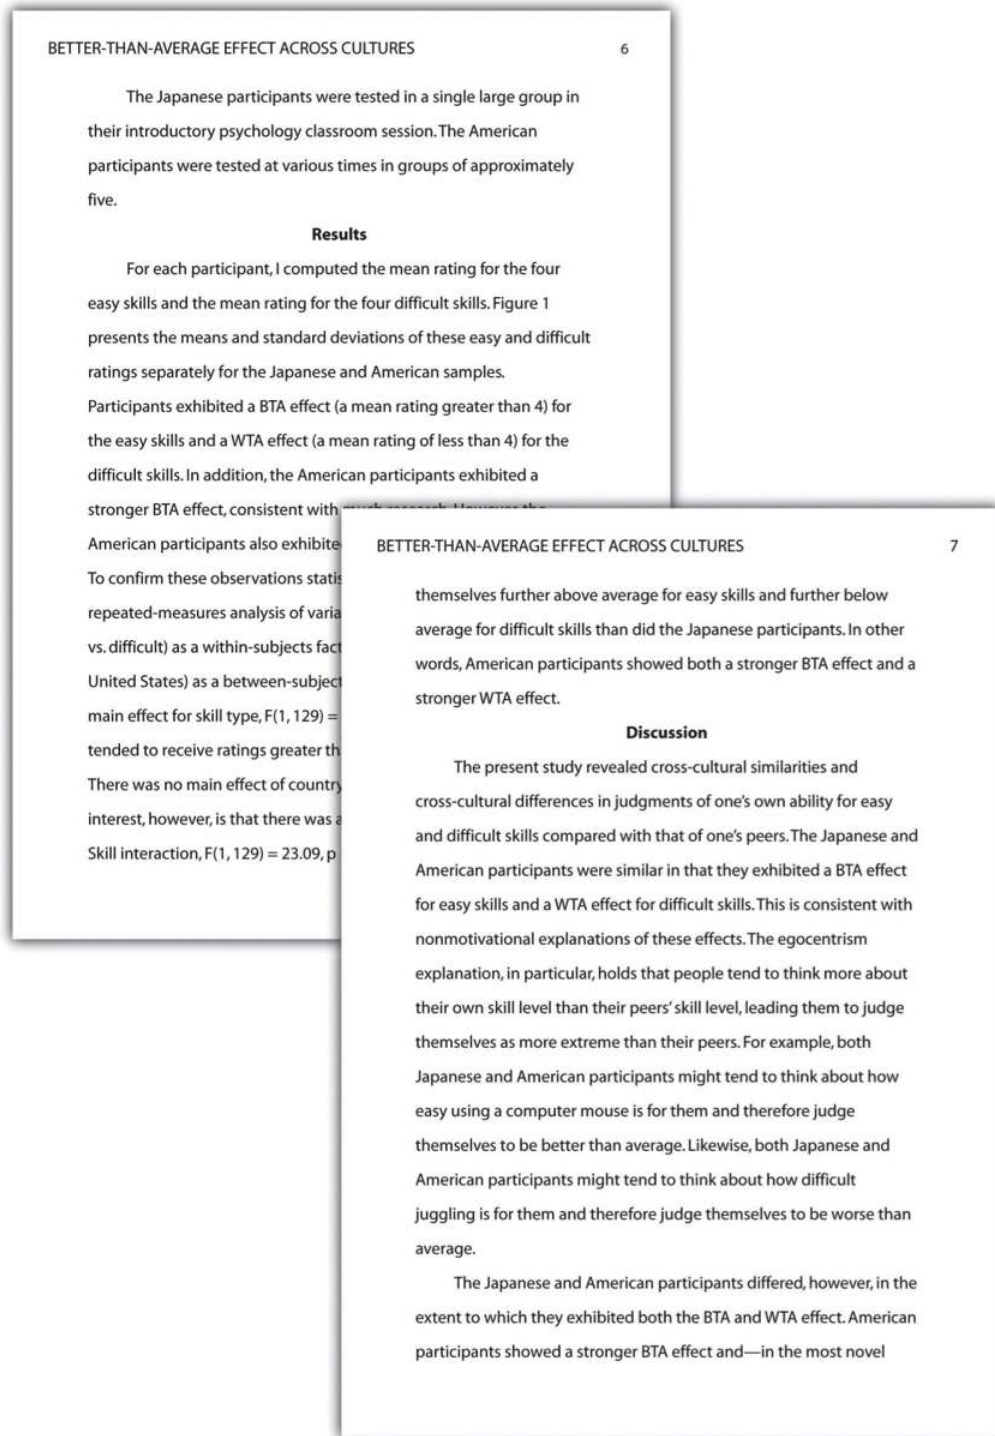 BETTER-THAN-AVERAGE EFFECT ACROSS CULTURES 6
The Japanese participants were tested in a single large group in
their introductory psychology classroom session. The American
participants were tested at various times in groups of approximately
five.
Results
For each participant, I computed the mean rating for the four
easy skills and the mean rating for the four difficult skills. Figure 1
presents the means and standard deviations of these easy and difficult
ratings separately for the Japanese and American samples.
Participants exhibited a BTA effect (a mean rating greater than 4) for
the easy skills and a WTA effect (a mean rating of less than 4) for the
difficult skills. In addition, the American participants exhibited a
stronger BTA effect, consistent with
American participants also exhibite
To confirm these observations statis
repeated-measures analysis of varia
vs. difficult) as a within-subjects fact
United States) as a between-subject
main effect for skill type, F(1, 129) =
tended to receive ratings greater th
There was no main effect of country
interest, however, is that there was a
Skill interaction, F(1, 129) = 23.09, p
BETTER-THAN-AVERAGE EFFECT ACROSS CULTURES 7
themselves further above average for easy skills and further below
average for difficult skills than did the Japanese participants. In other
words, American participants showed both a stronger BTA effect and a
stronger WTA effect.
Discussion
The present study revealed cross-cultural similarities and
cross-cultural differences in judgments of one's own ability for easy
and difficult skills compared with that of one's peers. The Japanese and
American participants were similar in that they exhibited a BTA effect
for easy skills and a WTA effect for difficult skills. This is consistent with
nonmotivational explanations of these effects. The egocentrism
explanation, in particular, holds that people tend to think more about
their own skill level than their peers' skill level, leading them to judge
themselves as more extreme than their peers. For example, both
Japanese and American participants might tend to think about how
easy using a computer mouse is for them and therefore judge
themselves to be better than average. Likewise, both Japanese and
American participants might tend to think about how difficult
juggling is for them and therefore judge themselves to be worse than
average.
The Japanese and American participants differed, however, in the
extent to which they exhibited both the BTA and WTA effect. American
participants showed a stronger BTA effect and—in the most novel